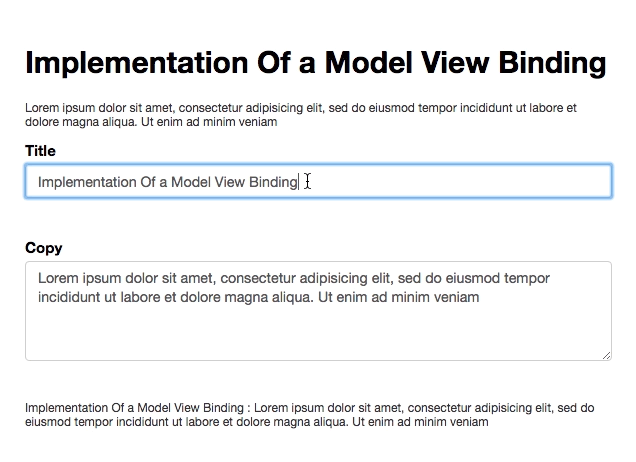 Implementation Of a Model View Binding
Lorem ipsum dolor sit amet, consectetur adipisicing elit, sed do eiusmod tempor incididunt ut labore et
dolore magna aliqua. Ut enim ad minim veniam
Title
Implementation Of a Model View Binding
Copy
Lorem ipsum dolor sit amet, consectetur adipisicing elit, sed do eiusmod tempor
incididunt ut labore et dolore magna aliqua. Ut enim ad minim veniam
Implementation Of a Model View Binding : Lorem ipsum dolor sit amet, consectetur adipisicing elit, sed do
eiusmod tempor incididunt ut labore et dolore magna aliqua. Ut enim ad minim veniam